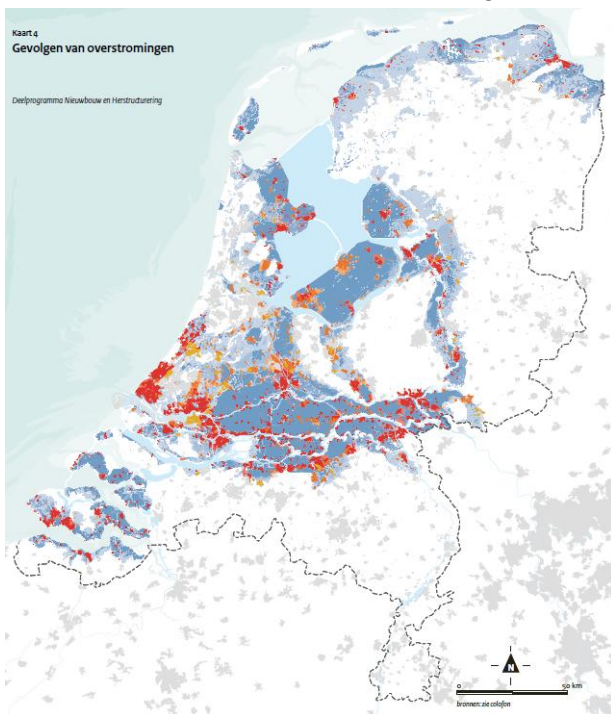 Kaart 4
Gevolgen van overstromingen
Deelprogramma Nieuwbouw en Herstructurering
N
0 50 km
bronnen: zie colofon